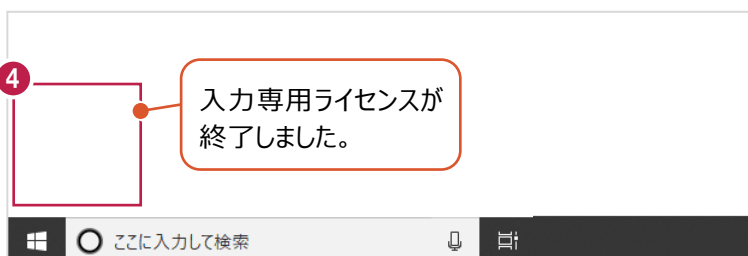 4
入力専用ライセンスが
終了しました。
ここに入力して検索